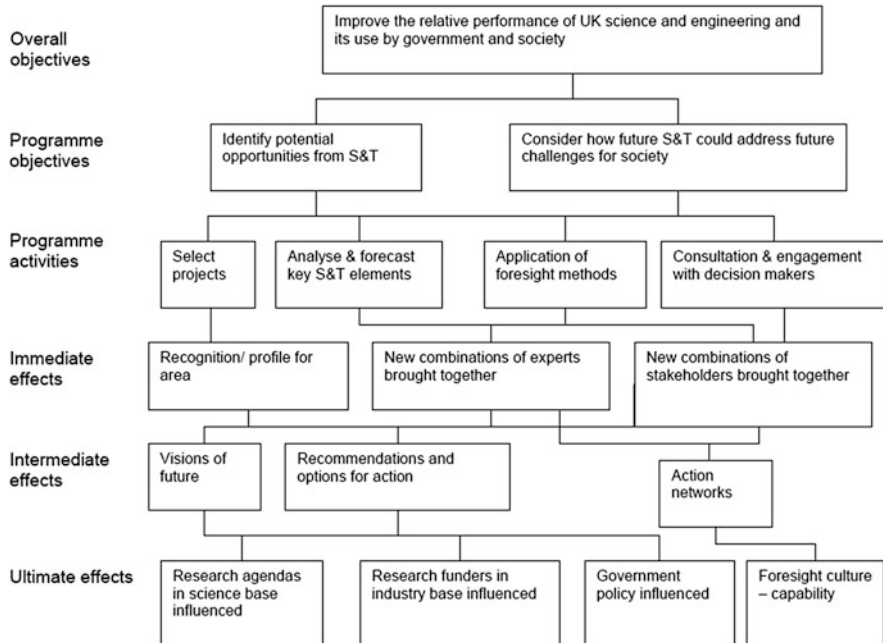 Overall
objectives
Improve the relative performance of UK science and engineering and
its use by government and society
Programme
objectives
Identify potential
opportunities from S&T
Consider how future S&T could address future
challenges for society
Programme
activities
Select
projects
Analyse & forecast
key S&T elements
Application of
foresight methods
Consultation & engagement
with decision makers
Immediate
effects
Recognition/ profile for
area
New combinations of experts
brought together
New combinations of
stakeholders brought together
Intermediate
effects
Visions of
future
Recommendations and
options for action
Action
networks
Ultimate effects
Research agendas
in science base
influenced
Research funders in
industry base influenced
Government
policy influenced
Foresight culture
– capability